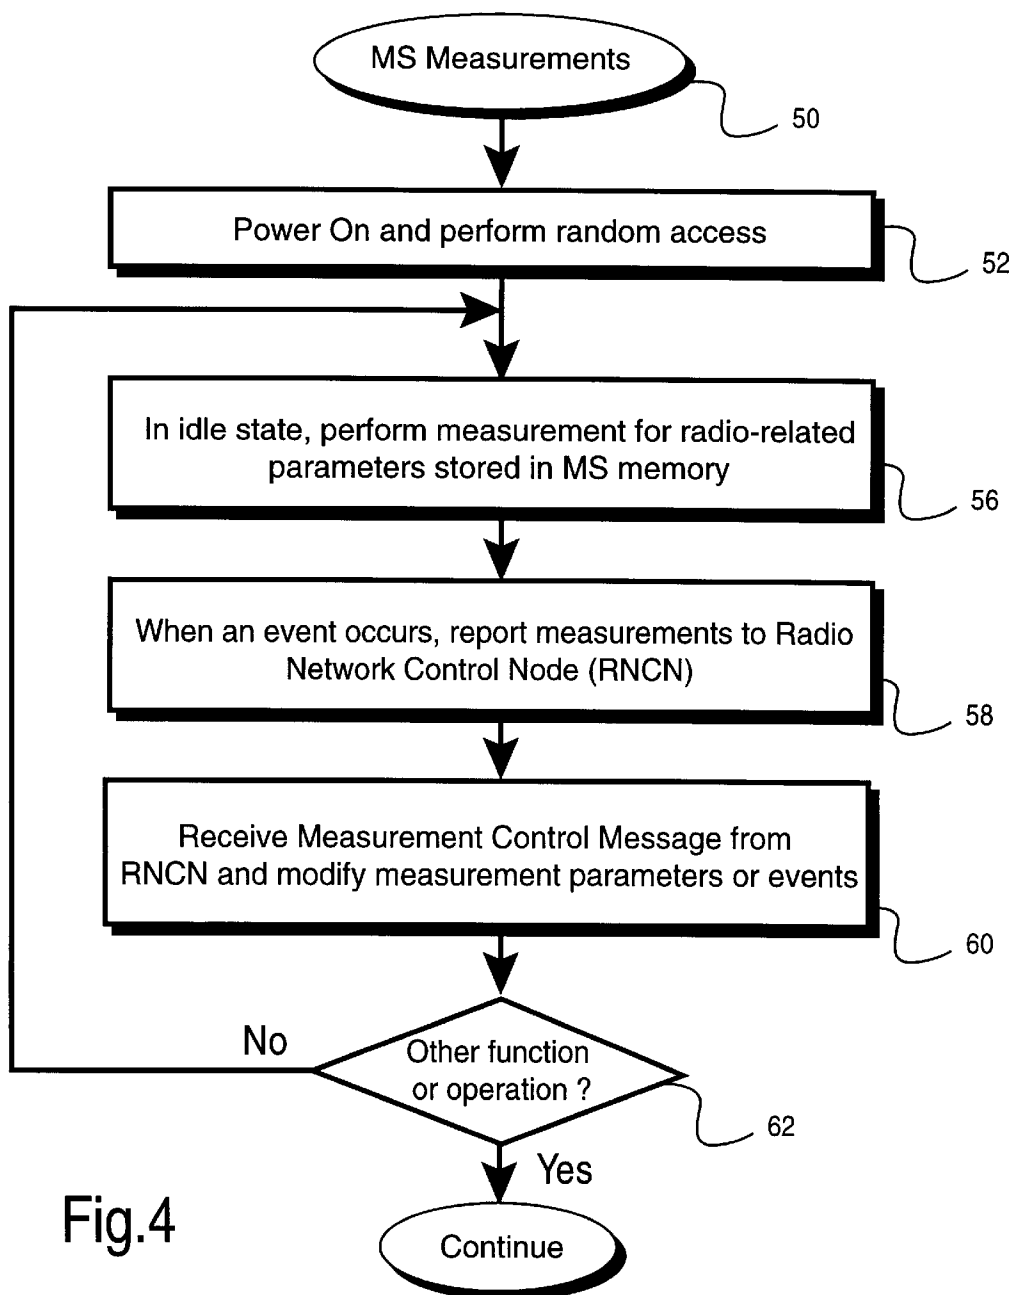 MS Measurements
50
Power On and perform random access
52
In idle state, perform measurement for radio-related
parameters stored in MS memory
56
When an event occurs, report measurements to Radio
Network Control Node (RNCN)
58
Receive Measurement Control Message from
RNCN and modify measurement parameters or events
60
No
Other function
or operation ?
62
Yes
Fig.4
Continue